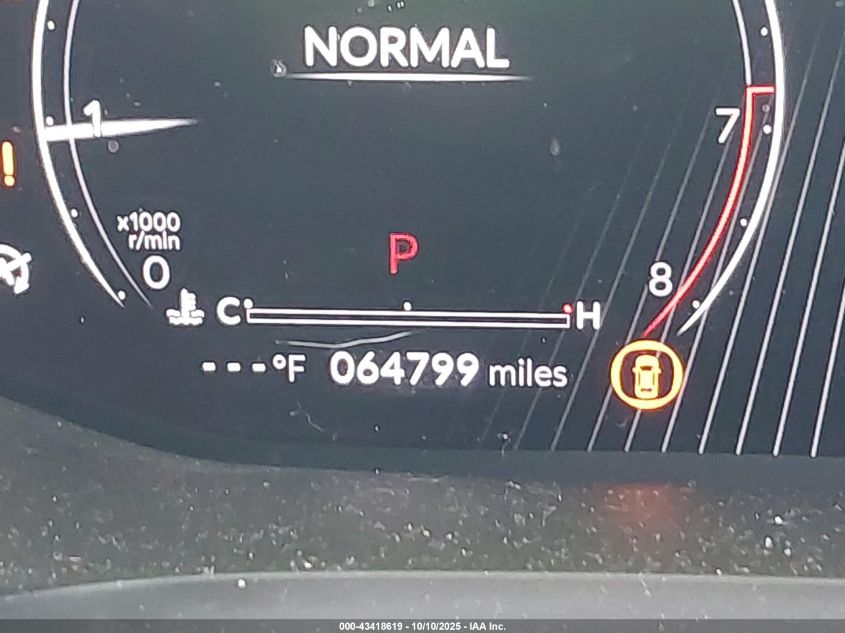 NORMAL
1
7
x1000
r/min
0
P
8
C
H
---°F 064799 miles
!
000-43418619 - 10/10/2025 - IAA Inc.